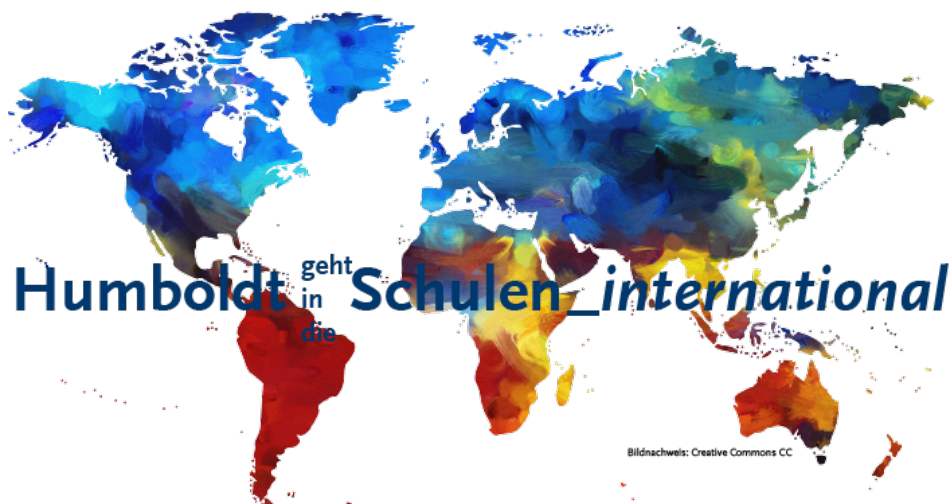 Humboldt geht in die Schulen_international
Bildnachweis: Creative Commons CC